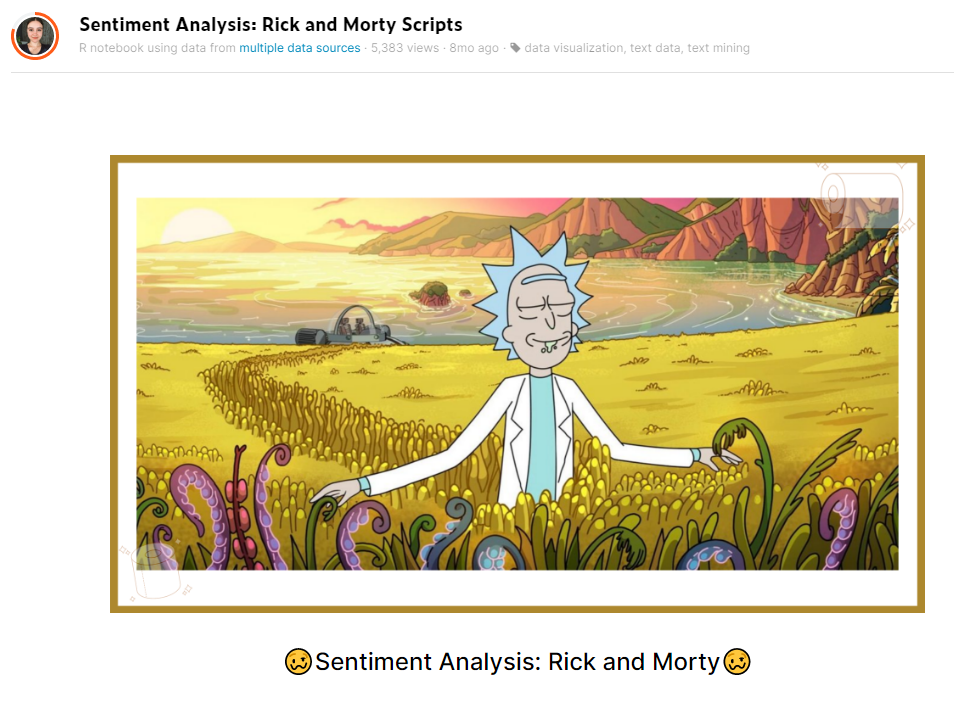 Sentiment Analysis: Rick and Morty Scripts
R notebook using data from multiple data sources · 5,383 views · 8mo ago · data visualization, text data, text mining
🥴Sentiment Analysis: Rick and Morty🥴